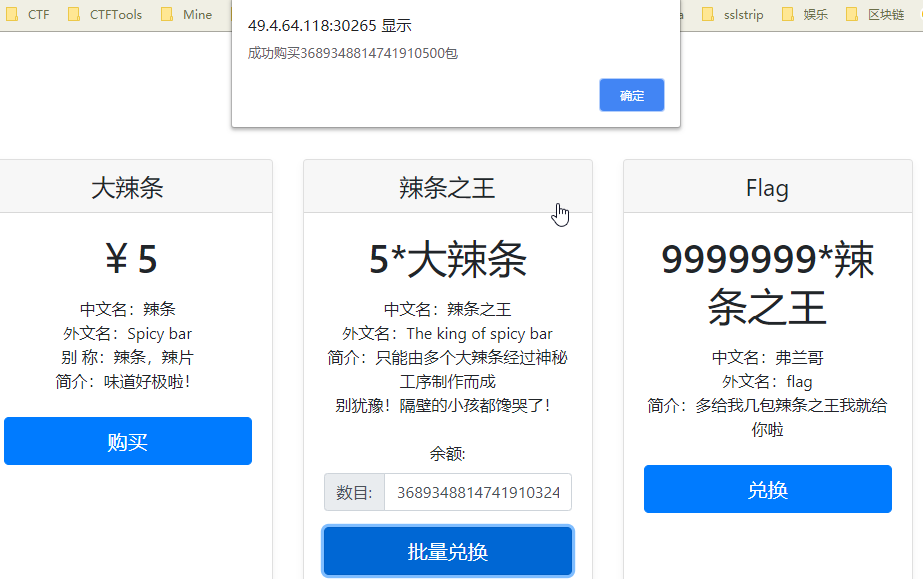 CTF CTFTools Mine sslstrip 娱乐 区块链
49.4.64.118:30265 显示
成功购买3689348814741910500包
确定
大辣条
¥ 5
中文名：辣条
外文名：Spicy bar
别 称：辣条，辣片
简介：味道好极啦！
购买
辣条之王
5*大辣条
中文名：辣条之王
外文名：The king of spicy bar
简介：只能由多个大辣条经过神秘
工序制作而成
别犹豫！隔壁的小孩都馋哭了！
余额:
数目: 3689348814741910324
批量兑换
Flag
9999999*辣
条之王
中文名：弗兰哥
外文名：flag
简介：多给我几包辣条之王我就给
你啦
兑换